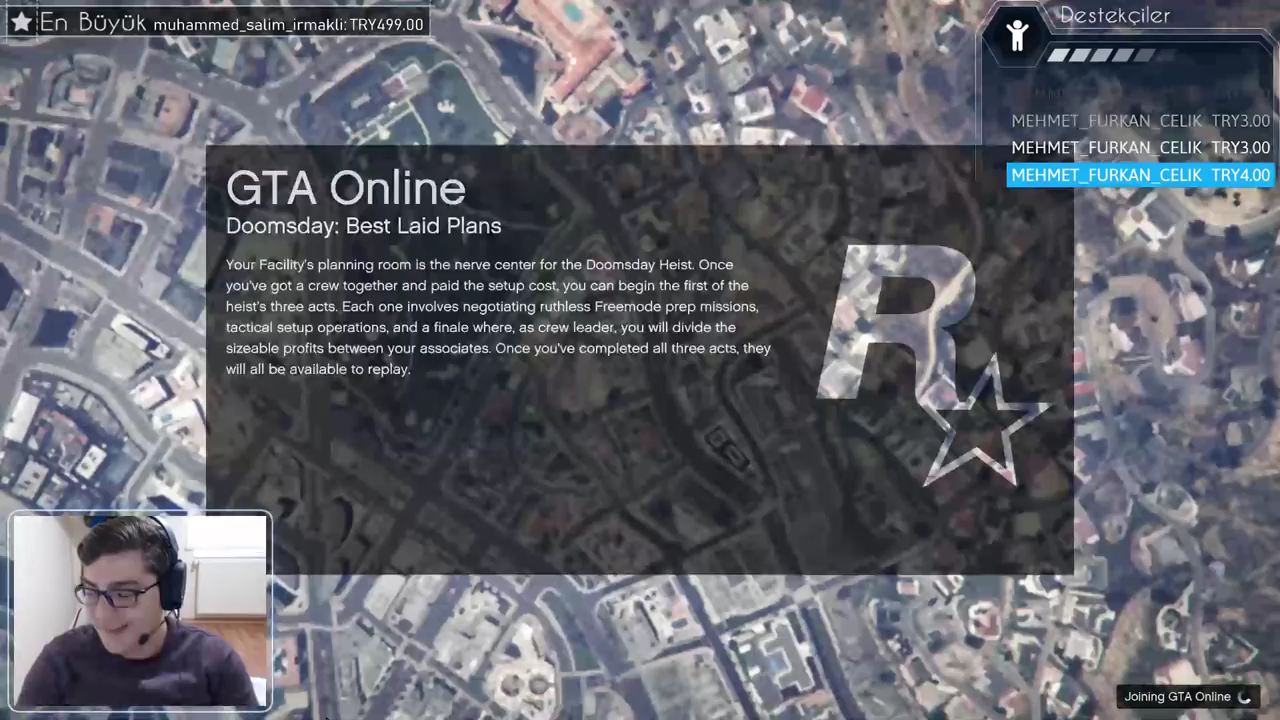 En Büyük muhammed_salim_irmakli: TRY499.00
Destekçiler
MEHMET_FURKAN_CELIK TRY3.00
MEHMET_FURKAN_CELIK TRY3.00
MEHMET_FURKAN_CELIK TRY4.00
GTA Online
Doomsday: Best Laid Plans
Your Facility's planning room is the nerve center for the Doomsday Heist. Once
you've got a crew together and paid the setup cost, you can begin the first of the
heist's three acts. Each one involves negotiating ruthless Freemode prep missions,
tactical setup operations, and a finale where, as crew leader, you will divide the
sizeable profits between your associates. Once you've completed all three acts, they
will all be available to replay.
R
Joining GTA Online